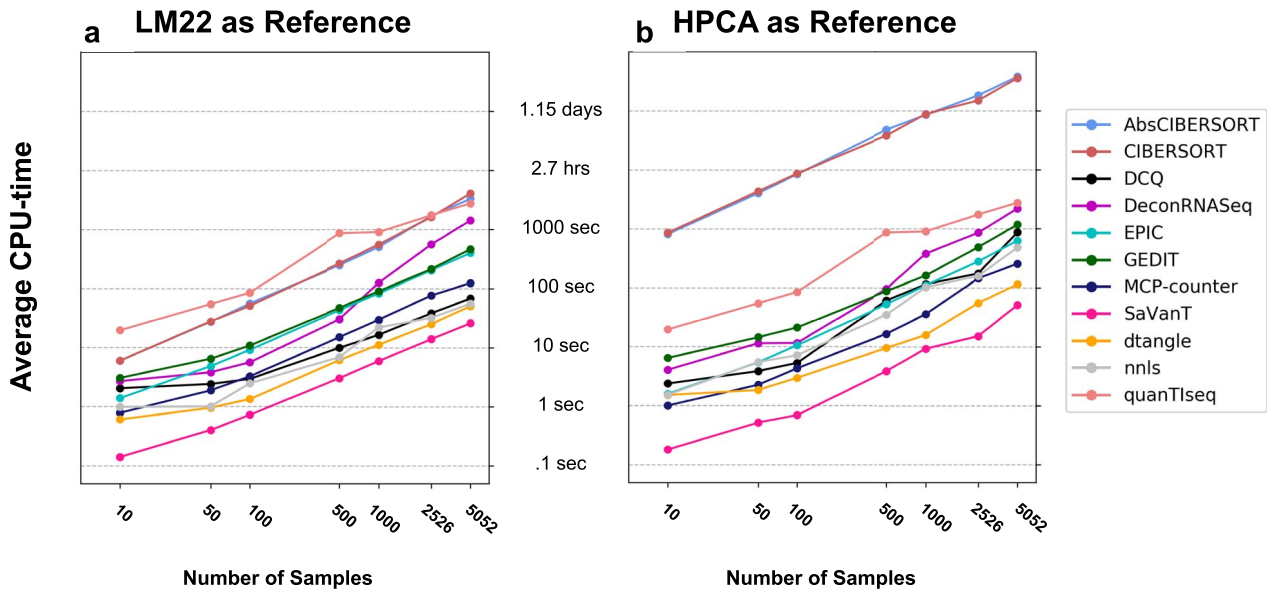 a LM22 as Reference
b HPCA as Reference
Average CPU-time
1.15 days
2.7 hrs
1000 sec
100 sec
10 sec
1 sec
.1 sec
10 50 100 500 1000 2526 5052
10 50 100 500 1000 2526 5052
Number of Samples
Number of Samples
AbsCIBERSORT
CIBERSORT
DCQ
DeconRNASeq
EPIC
GEDIT
MCP-counter
SaVanT
dtangle
nnls
quanTIseq